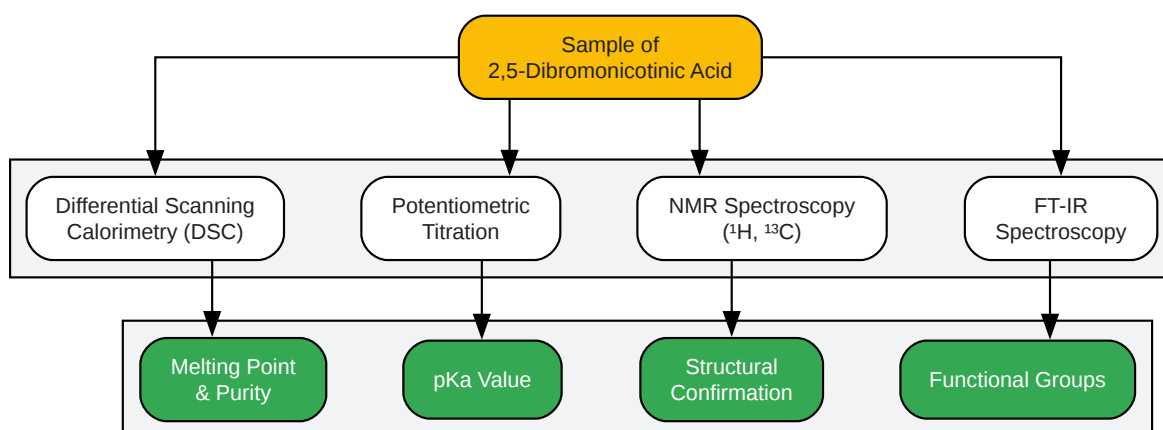 Sample of
2,5-Dibromonicotinic Acid
Differential Scanning
Calorimetry (DSC)
Potentiometric
Titration
NMR Spectroscopy
(¹H, ¹³C)
FT-IR
Spectroscopy
Melting Point
& Purity
pKa Value
Structural
Confirmation
Functional Groups